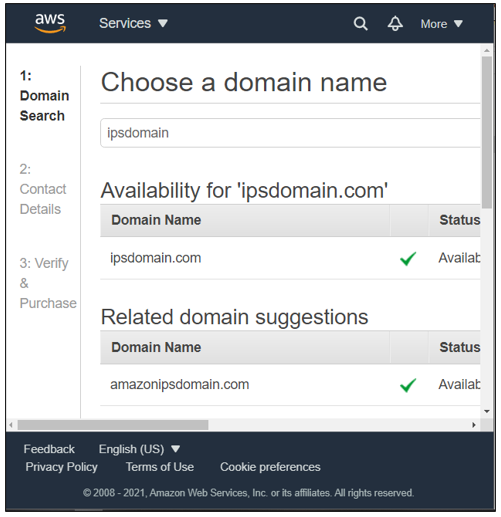 aws Services More
1:
Domain
Search
2:
Contact
Details
3: Verify
&
Purchase
Choose a domain name
ipsdomain
Availability for 'ipsdomain.com'
Domain Name Status
ipsdomain.com Availab
Related domain suggestions
Domain Name Status
amazonipsdomain.com Availab
Feedback English (US)
Privacy Policy Terms of Use Cookie preferences
© 2008 - 2021, Amazon Web Services, Inc. or its affiliates. All rights reserved.